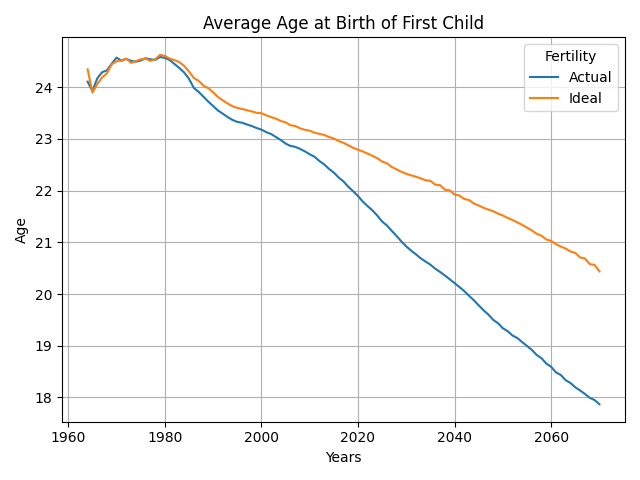 Average Age at Birth of First Child
Fertility
Actual
Ideal
Age
24
23
22
21
20
19
18
1960
1980
2000
2020
2040
2060
Years